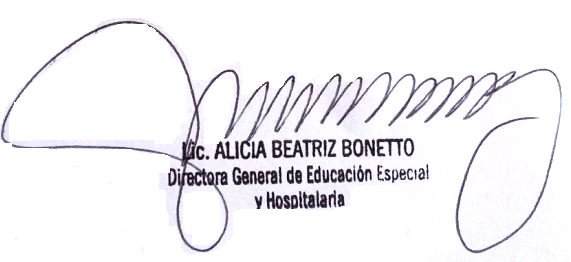 Lic. ALICIA BEATRIZ BONETTO
Directora General de Educación Especial
y Hospitalaria